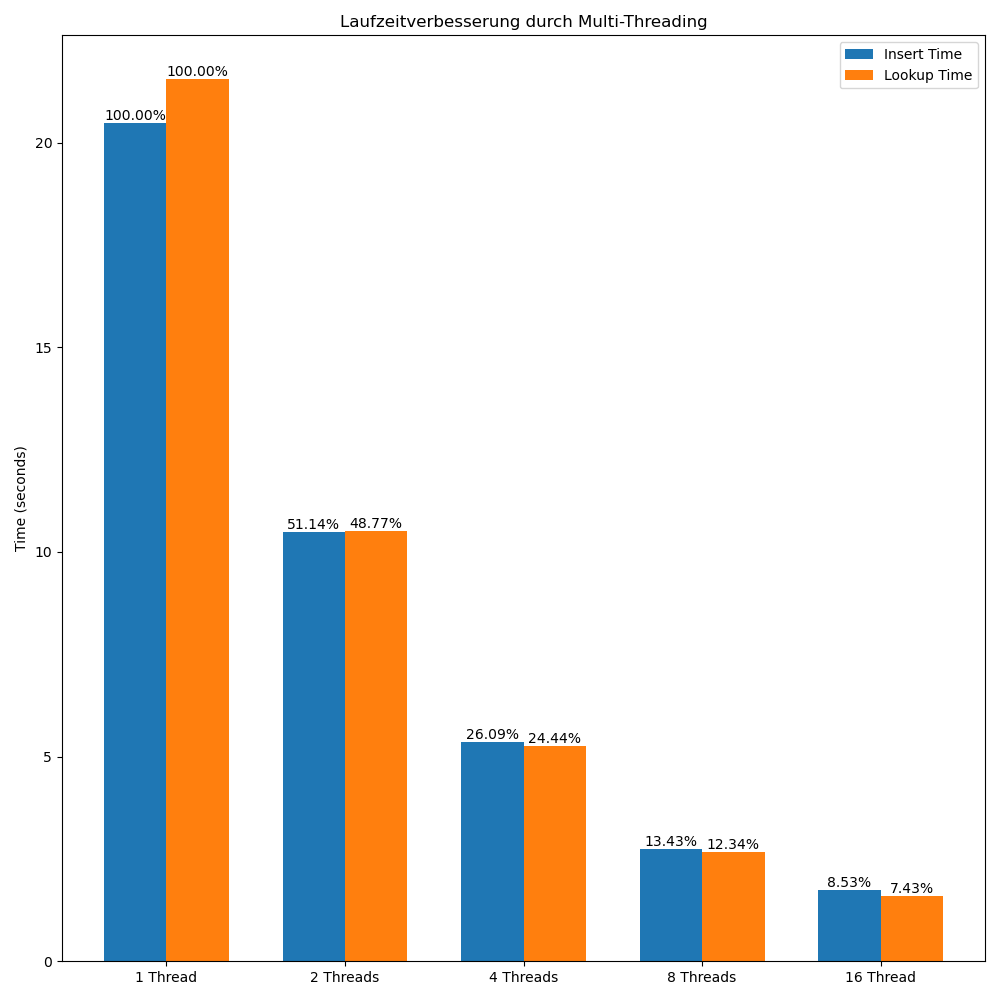 Laufzeitverbesserung durch Multi-Threading
Insert Time
Lookup Time
Time (seconds)
20
15
10
5
0
100.00%
100.00%
51.14%
48.77%
26.09%
24.44%
13.43%
12.34%
8.53%
7.43%
1 Thread
2 Threads
4 Threads
8 Threads
16 Thread